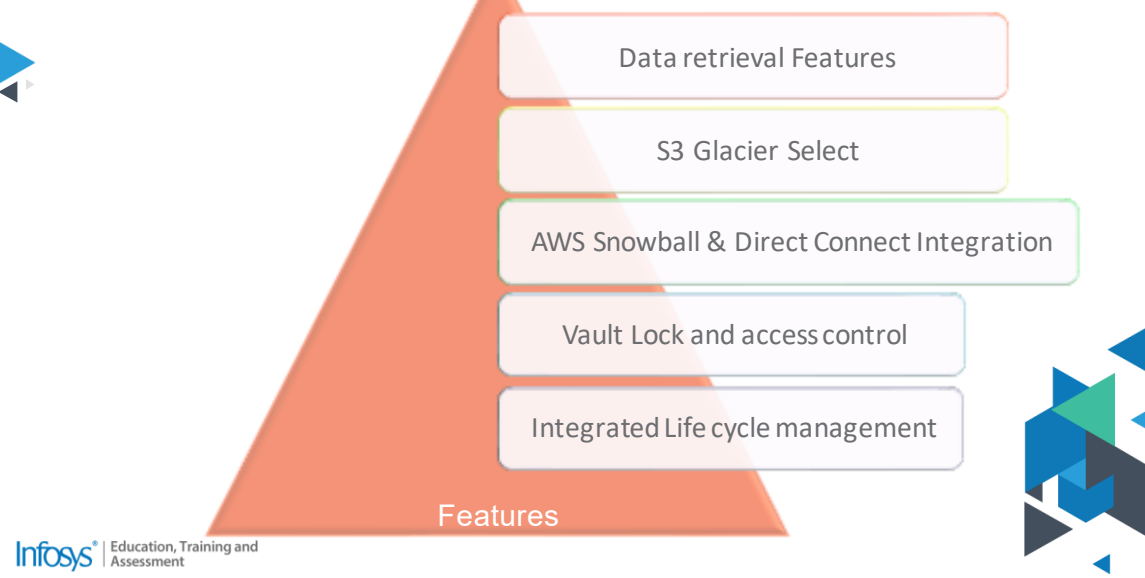 Data retrieval Features
S3 Glacier Select
AWS Snowball & Direct Connect Integration
Vault Lock and access control
Integrated Life cycle management
Features
Infosys® | Education, Training and
Assessment